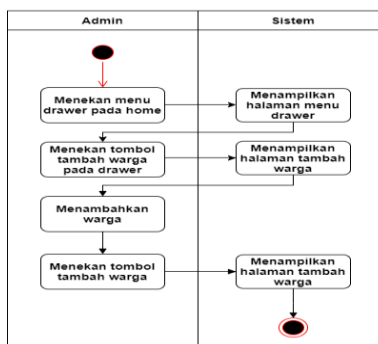 Admin
Sistem
Menekan menu
drawer pada home
Menampilkan
halaman menu
drawer
Menekan tombol
tambah warga
pada drawer
Menampilkan
halaman tambah
warga
Menambahkan
warga
Menekan tombol
tambah warga
Menampilkan
halaman tambah
warga